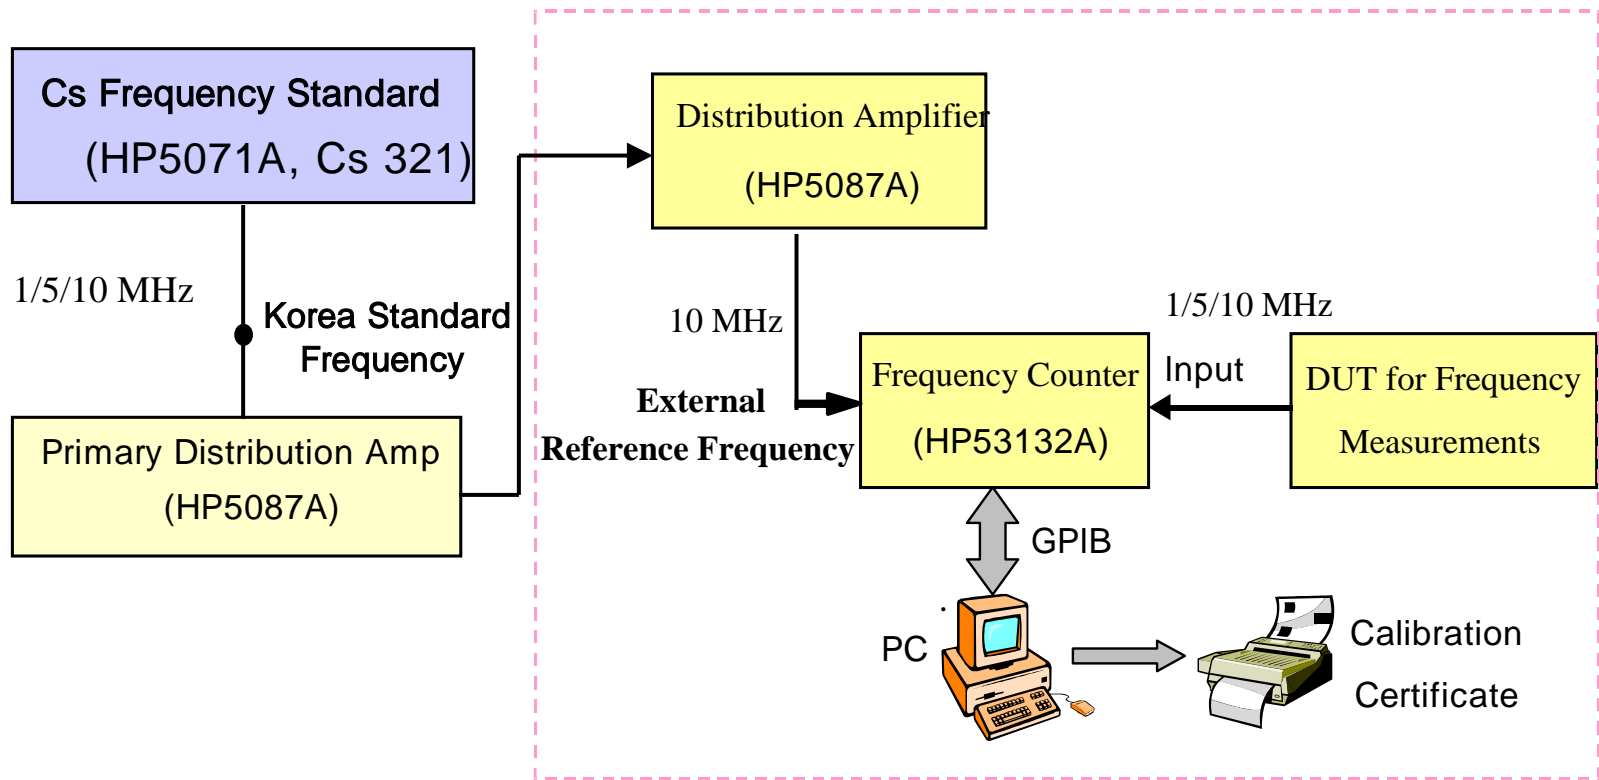 Cs Frequency Standard
(HP5071A, Cs 321)
1/5/10 MHz
Korea Standard
Frequency
Primary Distribution Amp
(HP5087A)
Distribution Amplifier
(HP5087A)
10 MHz
External
Reference Frequency
Frequency Counter
(HP53132A)
1/5/10 MHz
Input
DUT for Frequency
Measurements
GPIB
PC
Calibration
Certificate